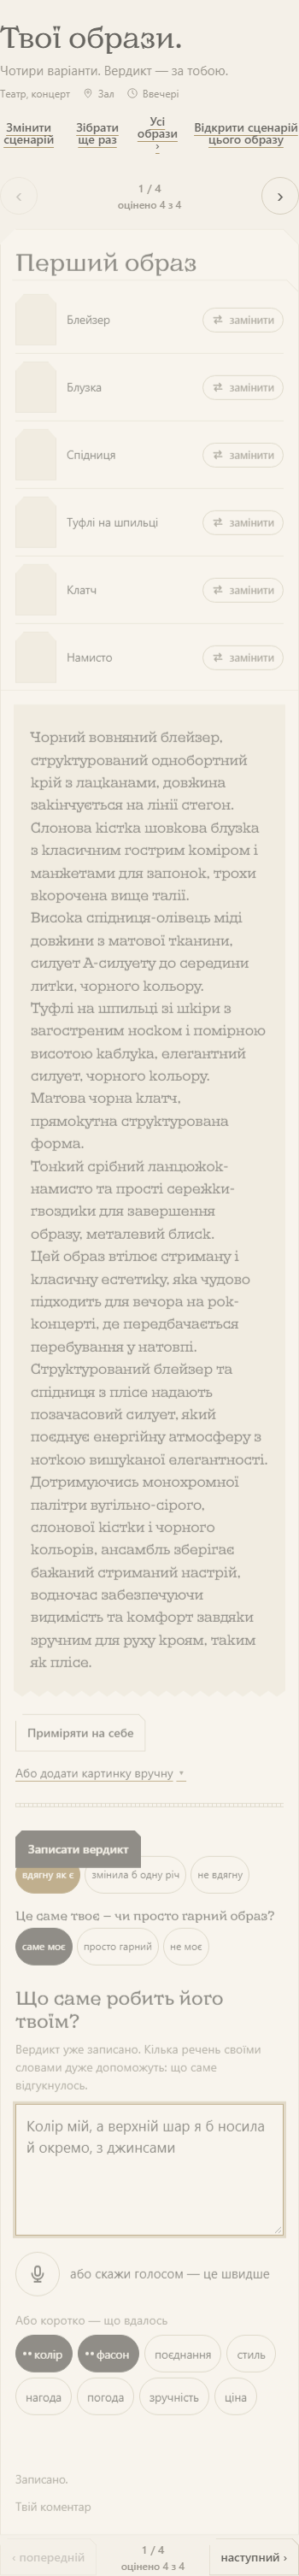 Твої образи.
Чотири варіанти. Вердикт — за тобою.
Театр, концерт Зал Ввечері
Змінити сценарій
Зібрати ще раз
Усі образи ›
Відкрити сценарій цього образу
‹
1 / 4
оцінено 4 з 4
›
Перший образ
Блейзер замінити
Блузка замінити
Спідниця замінити
Туфлі на шпильці замінити
Клатч замінити
Намисто замінити
Чорний вовняний блейзер,
структурований однобортний
крій з лацканами, довжина
закінчується на лінії стегон.
Слонова кістка шовкова блузка
з класичним гострим коміром і
манжетами для запонок, трохи
вкорочена вище талії.
Висока спідниця-олівець міді
довжини з матової тканини,
силует А-силуету до середини
литки, чорного кольору.
Туфлі на шпильці зі шкіри з
загостреним носком і помірною
висотою каблука, елегантний
силует, чорного кольору.
Матова чорна клатч,
прямокутна структурована
форма.
Тонкий срібний ланцюжок-
намисто та прості сережки-
гвоздики для завершення
образу, металевий блиск.
Цей образ втілює стриману і
класичну естетику, яка чудово
підходить для вечора на рок-
концерті, де передбачається
перебування у натовпі.
Структурований блейзер та
спідниця з плісе надають
позачасовий силует, який
поєднує енергійну атмосферу з
ноткою вишуканої елегантності.
Дотримуючись монохромної
палітри вугільно-сірого,
слонової кістки і чорного
кольорів, ансамбль зберігає
бажаний стриманий настрій,
водночас забезпечуючи
видимість та комфорт завдяки
зручним для руху кроям, таким
як плісе.
Приміряти на себе
Або додати картинку вручну
Записати вердикт
вдягну як є змінила б одну річ не вдягну
Це саме твоє — чи просто гарний образ?
саме моє просто гарний не моє
Що саме робить його
твоїм?
Вердикт уже записано. Кілька речень своїми
словами дуже допоможуть: що саме
відгукнулось.
Колір мій, а верхній шар я б носила
й окремо, з джинсами
або скажи голосом — це швидше
Або коротко — що вдалось
колір фасон поєднання стиль
нагода погода зручність ціна
Записано.
Твій коментар
‹ попередній
1 / 4
оцінено 4 з 4
наступний ›